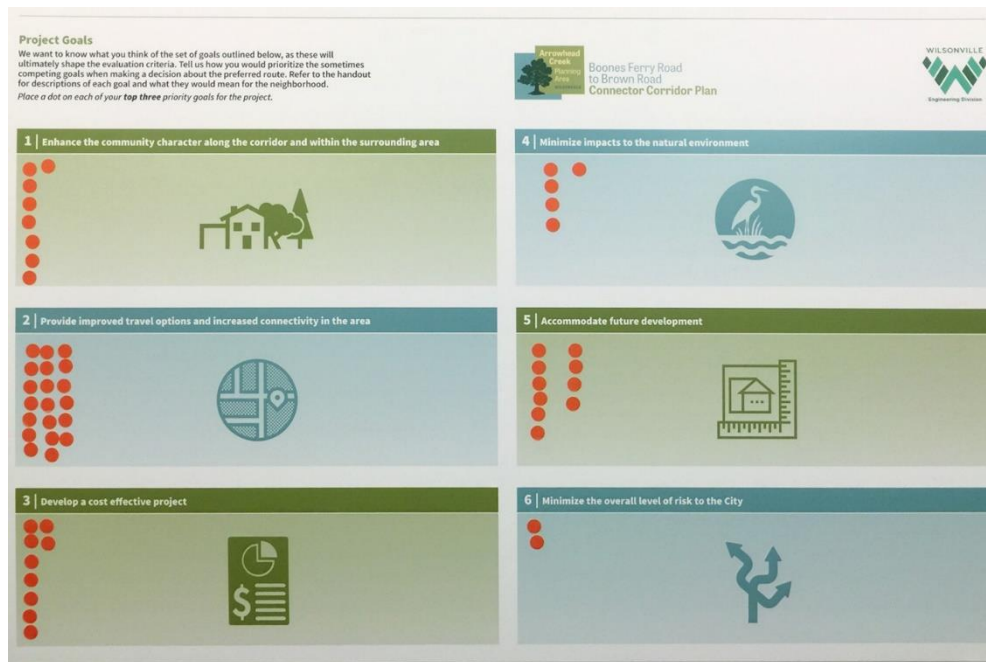 Project Goals
We want to know what you think of the set of goals outlined below, as these will
ultimately shape the evaluation criteria. Tell us how you would prioritize the sometimes
competing goals when making a decision about the preferred route. Refer to the handout
for descriptions of each goal and what they would mean for the neighborhood.
Place a dot on each of your top three priority goals for the project.
Arrowhead
Creek
Planning
Area
Boones Ferry Road
to Brown Road
Connector Corridor Plan
WILSONVILLE
Engineering Division
1 | Enhance the community character along the corridor and within the surrounding area
4 | Minimize impacts to the natural environment
2 | Provide improved travel options and increased connectivity in the area
5 | Accommodate future development
3 | Develop a cost effective project
$
6 | Minimize the overall level of risk to the City